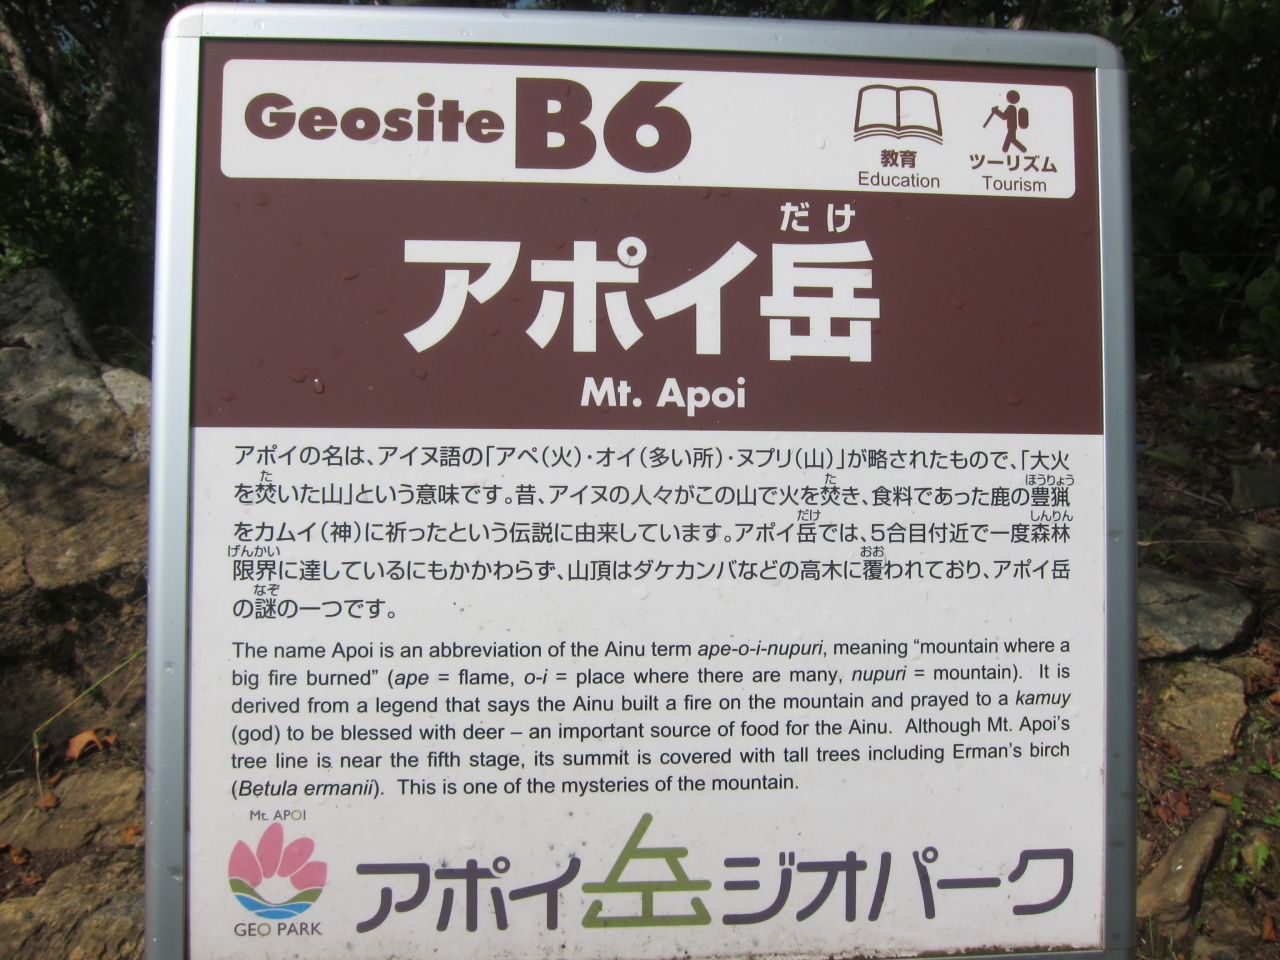 Geosite B6
教育
Education
ツーリズム
Tourism
だけ
アポイ岳
Mt. Apoi
アポイの名は、アイヌ語の「アペ(火)・オイ(多い所)・ヌプリ(山)」が略されたもので、「大火
た た ほうりょう
を焚いた山」という意味です。昔、アイヌの人々がこの山で火を焚き、食料であった鹿の豊猟
だけ しんりん
をカムイ(神)に祈ったという伝説に由来しています。アポイ岳では、5合目付近で一度森林
げんかい おお
限界に達しているにもかかわらず、山頂はダケカンバなどの高木に覆われており、アポイ岳
なぞ
の謎の一つです。
The name Apoi is an abbreviation of the Ainu term ape-o-i-nupuri, meaning “mountain where a
big fire burned” (ape = flame, o-i = place where there are many, nupuri = mountain). It is
derived from a legend that says the Ainu built a fire on the mountain and prayed to a kamuy
(god) to be blessed with deer – an important source of food for the Ainu. Although Mt. Apoi’s
tree line is near the fifth stage, its summit is covered with tall trees including Erman’s birch
(Betula ermanii). This is one of the mysteries of the mountain.
Mt. APOI
GEO PARK
アポイ岳ジオパーク